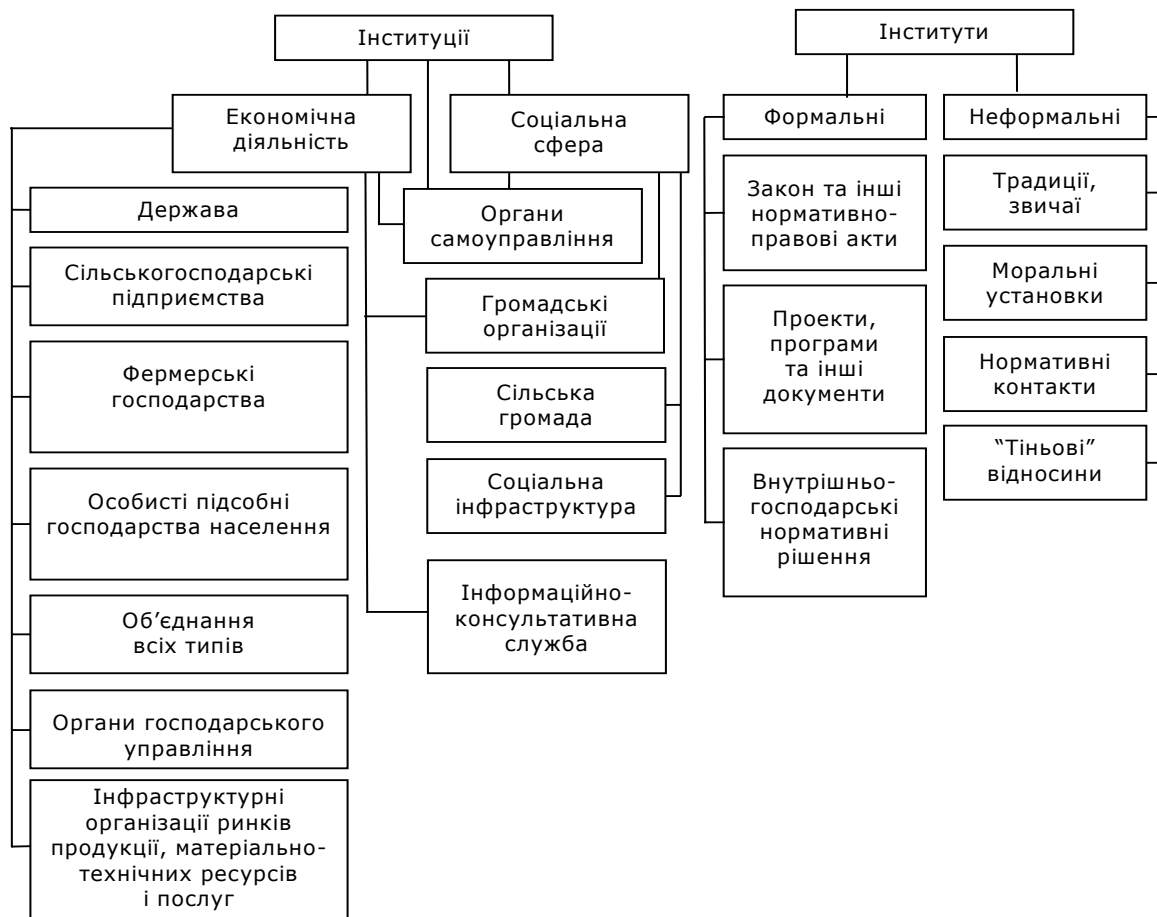 Інституції
Економічна
діяльність
Соціальна
сфера
Держава
Сільськогосподарські
підприємства
Фермерські
господарства
Особисті підсобні
господарства населення
Об’єднання
всіх типів
Органи господарського
управління
Інфраструктурні
організації ринків
продукції, матеріально-
технічних ресурсів
і послуг
Органи
самоуправління
Громадські
організації
Сільська
громада
Соціальна
інфраструктура
Інформаційно-
консультативна
служба
Інститути
Формальні
Закон та інші
нормативно-
правові акти
Проекти,
програми
та інші
документи
Внутрішньо-
господарські
нормативні
рішення
Неформальні
Традиції,
звичаї
Моральні
установки
Нормативні
контакти
“Тіньові”
відносини